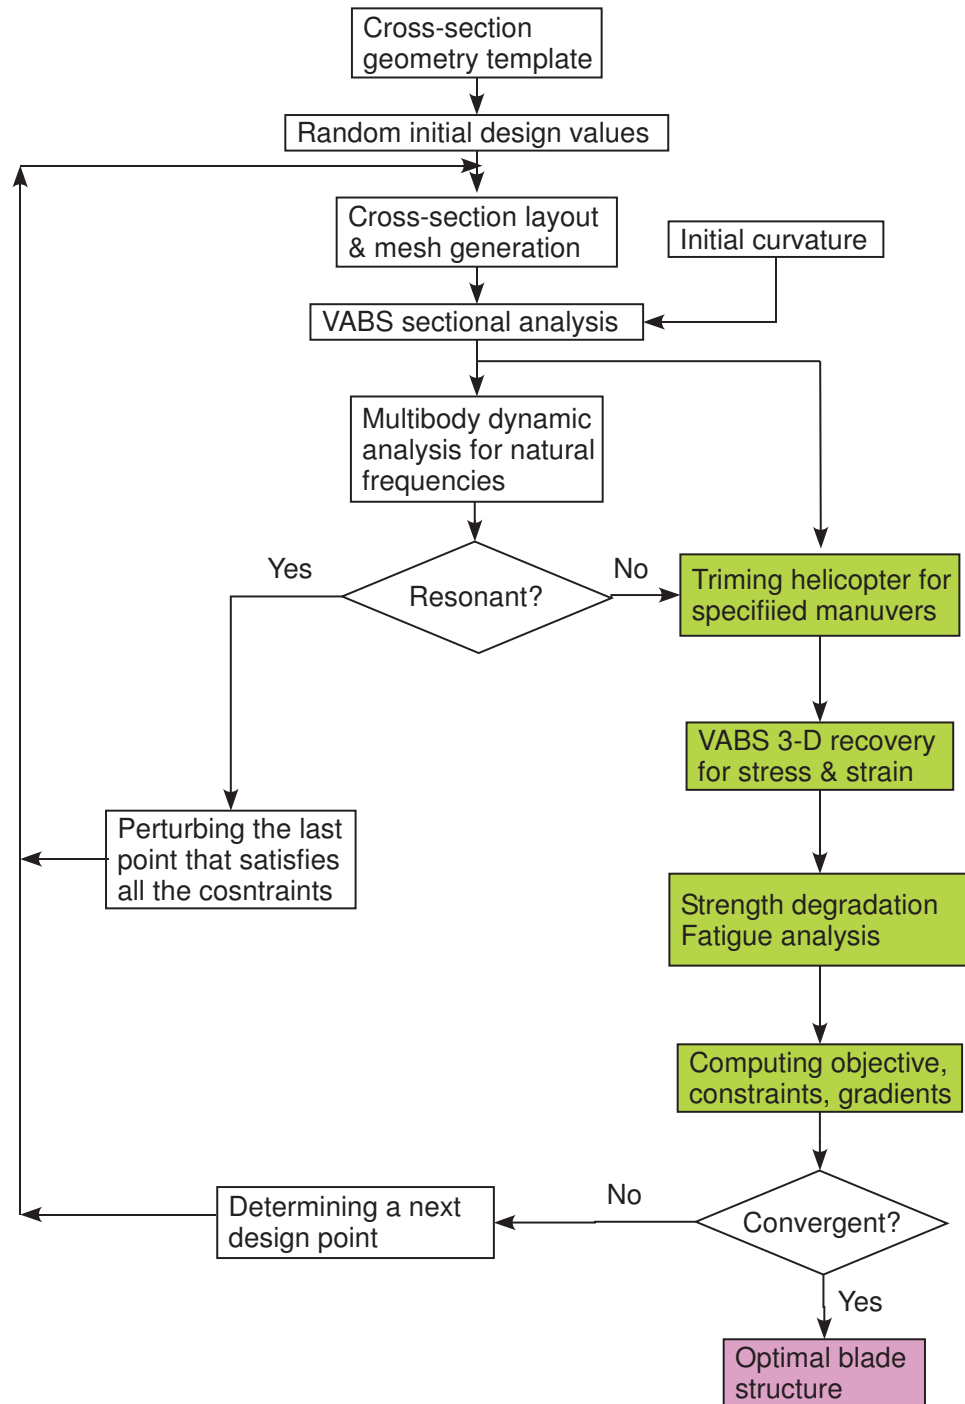 Cross-section
geometry template
Random initial design values
Cross-section layout
& mesh generation
Initial curvature
VABS sectional analysis
Multibody dynamic
analysis for natural
frequencies
Yes
Resonant?
No
Triming helicopter for
specifiied manuvers
VABS 3-D recovery
for stress & strain
Perturbing the last
point that satisfies
all the cosntraints
Strength degradation
Fatigue analysis
Computing objective,
constraints, gradients
Determining a next
design point
No
Convergent?
Yes
Optimal blade
structure